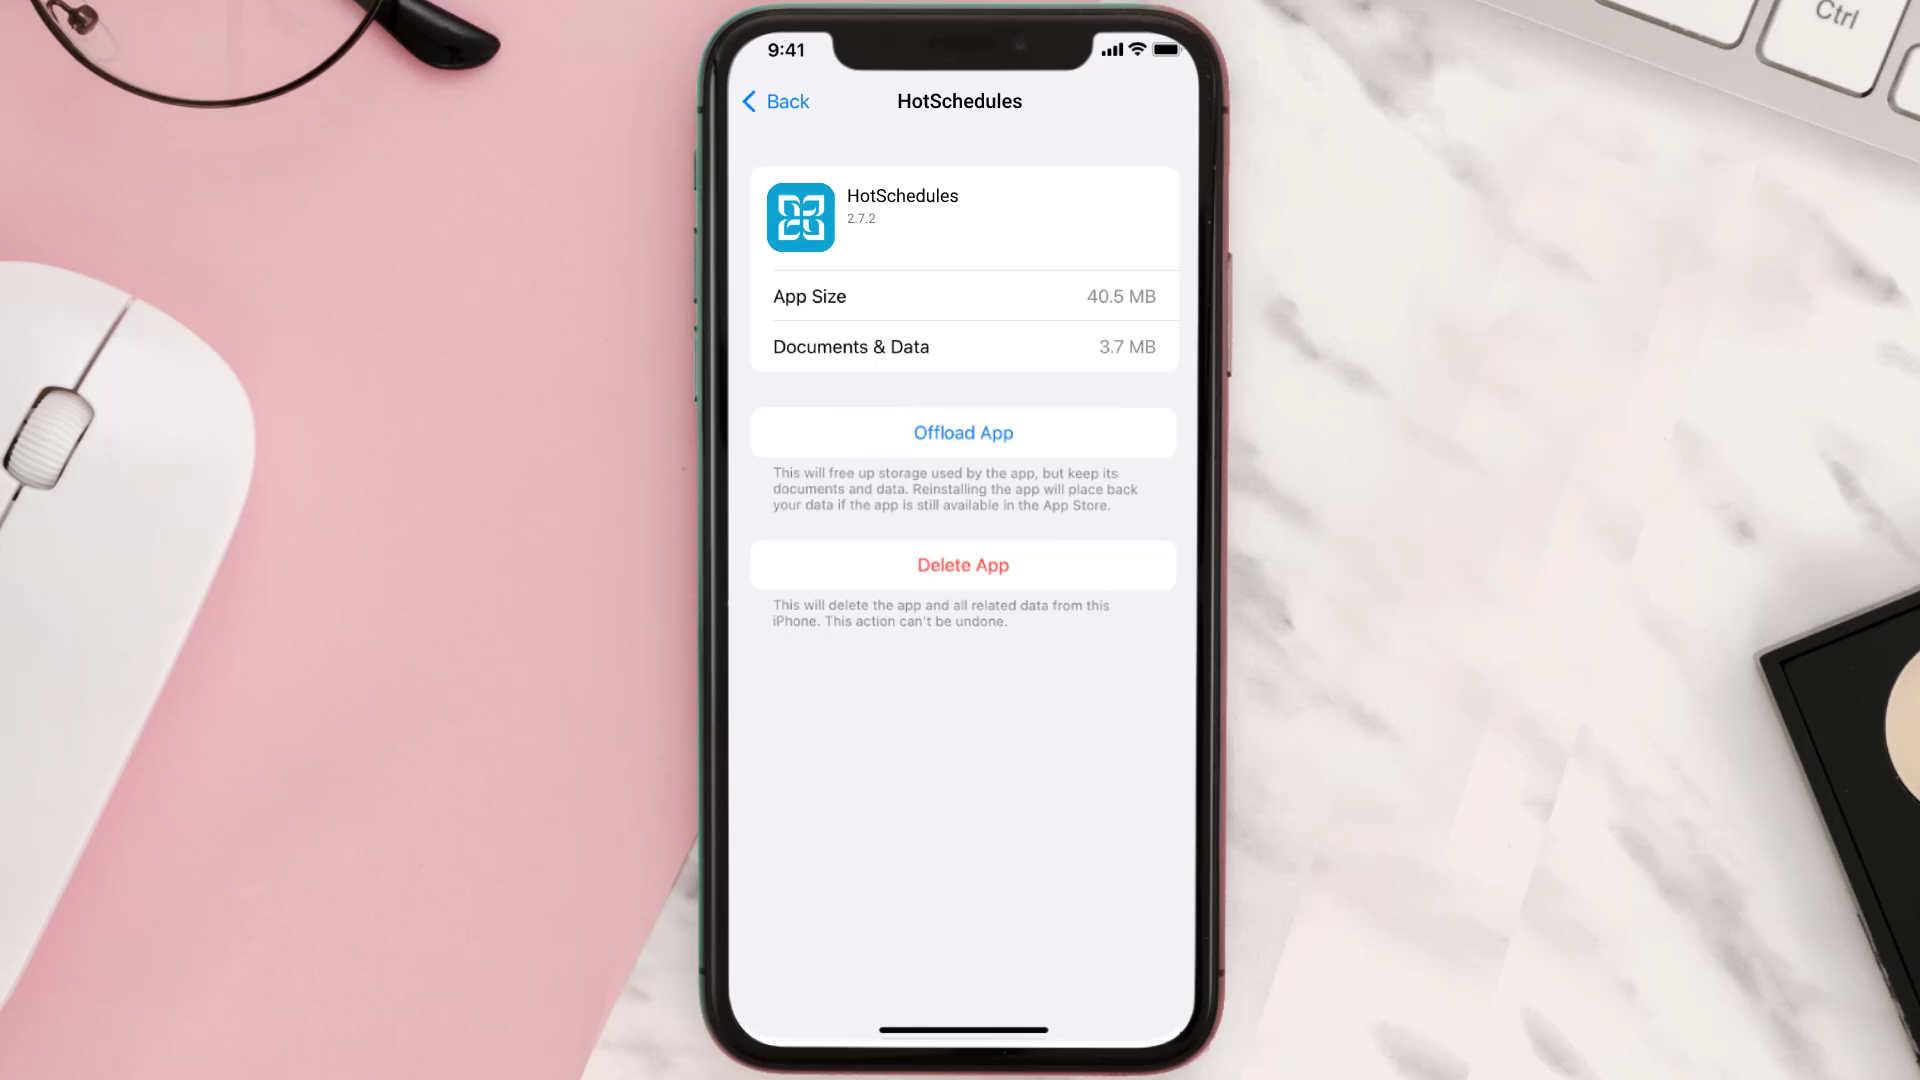 Ctrl
9:41
Back
HotSchedules
HotSchedules
2.7.2
App Size 40.5 MB
Documents & Data 3.7 MB
Offload App
This will free up storage used by the app, but keep its
documents and data. Reinstalling the app will place back
your data if the app is still available in the App Store.
Delete App
This will delete the app and all related data from this
iPhone. This action can't be undone.